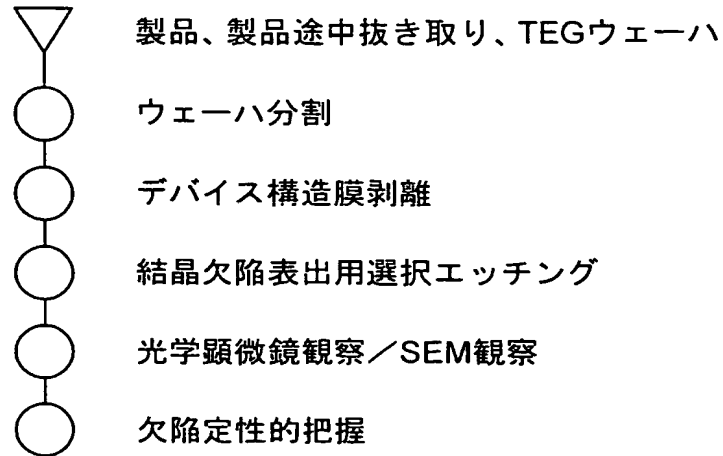 製品、製品途中抜き取り、TEGウェーハ
ウェーハ分割
デバイス構造膜剥離
結晶欠陥表出用選択エッチング
光学顕微鏡観察／SEM観察
欠陥定性的把握